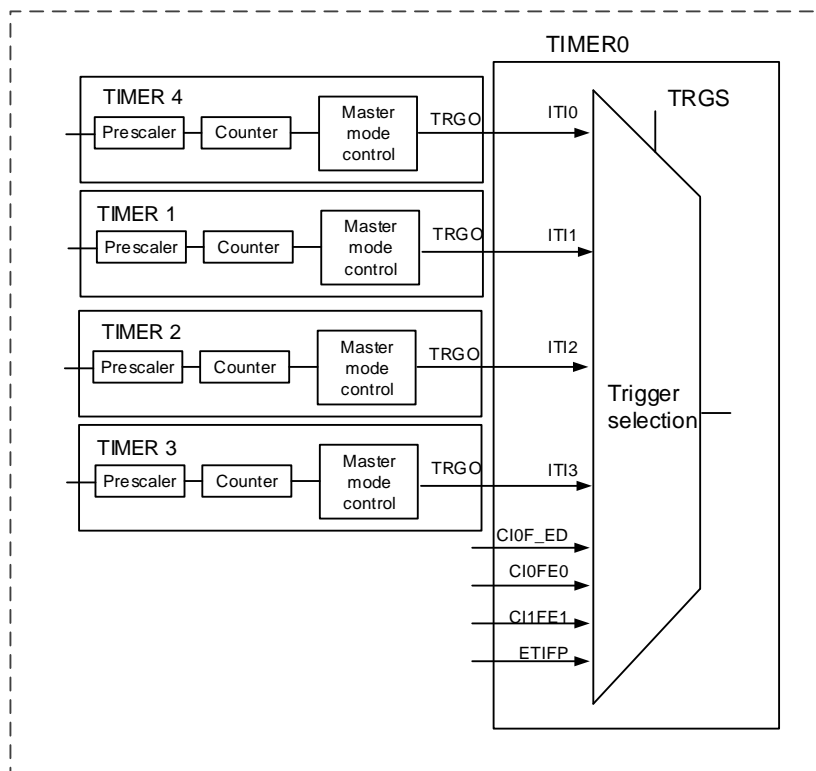 TIMER0
TIMER 4
Prescaler
Counter
Master
mode
control
TRGO
ITI0
TRGS
TIMER 1
Prescaler
Counter
Master
mode
control
TRGO
ITI1
TIMER 2
Prescaler
Counter
Master
mode
control
TRGO
ITI2
Trigger
selection
TIMER 3
Prescaler
Counter
Master
mode
control
TRGO
ITI3
CI0F_ED
CI0FE0
CI1FE1
ETIFP